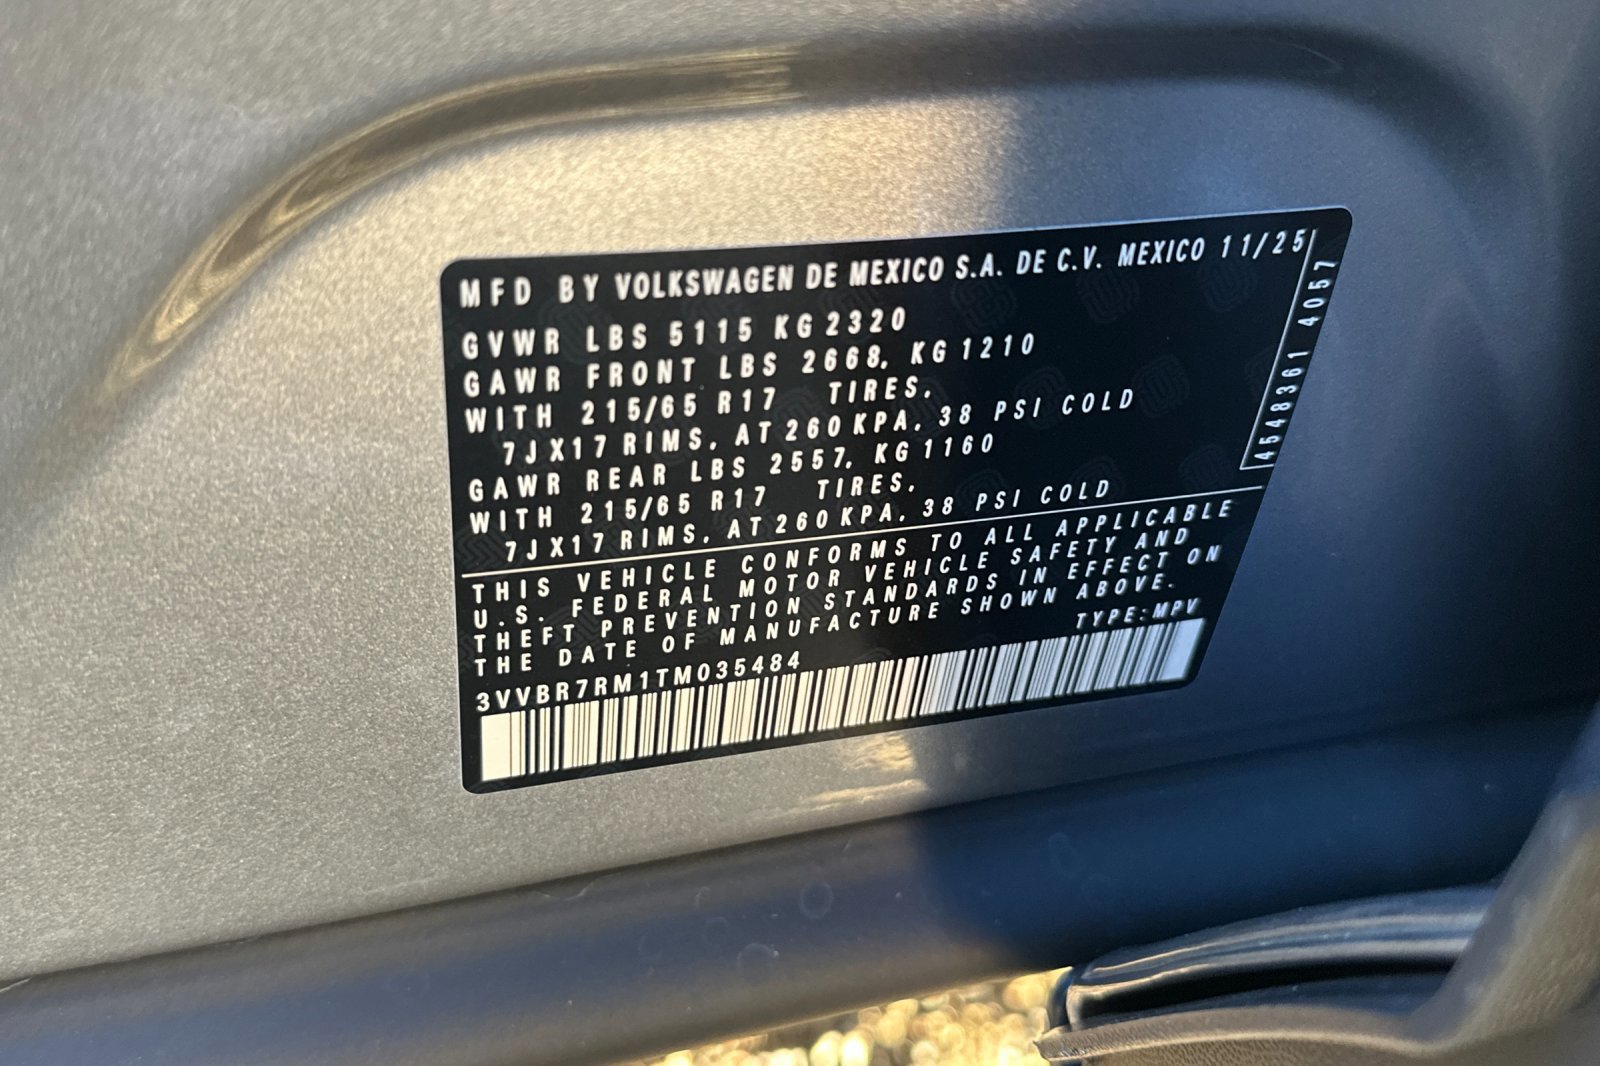 MFD BY VOLKSWAGEN DE MEXICO S.A. DE C.V. MEXICO 11/25
GVWR LBS 5115 KG 2320
GAWR FRONT LBS 2668, KG 1210
WITH 215/65 R17 TIRES,
7JX17 RIMS, AT 260 KPA, 38 PSI COLD
GAWR REAR LBS 2557, KG 1160
WITH 215/65 R17 TIRES,
7JX17 RIMS, AT 260 KPA, 38 PSI COLD
4548361 4057
THIS VEHICLE CONFORMS TO ALL APPLICABLE
U.S. FEDERAL MOTOR VEHICLE SAFETY AND
THEFT PREVENTION STANDARDS IN EFFECT ON
THE DATE OF MANUFACTURE SHOWN ABOVE.
TYPE: MPV
3VVBR7RM1TM035484